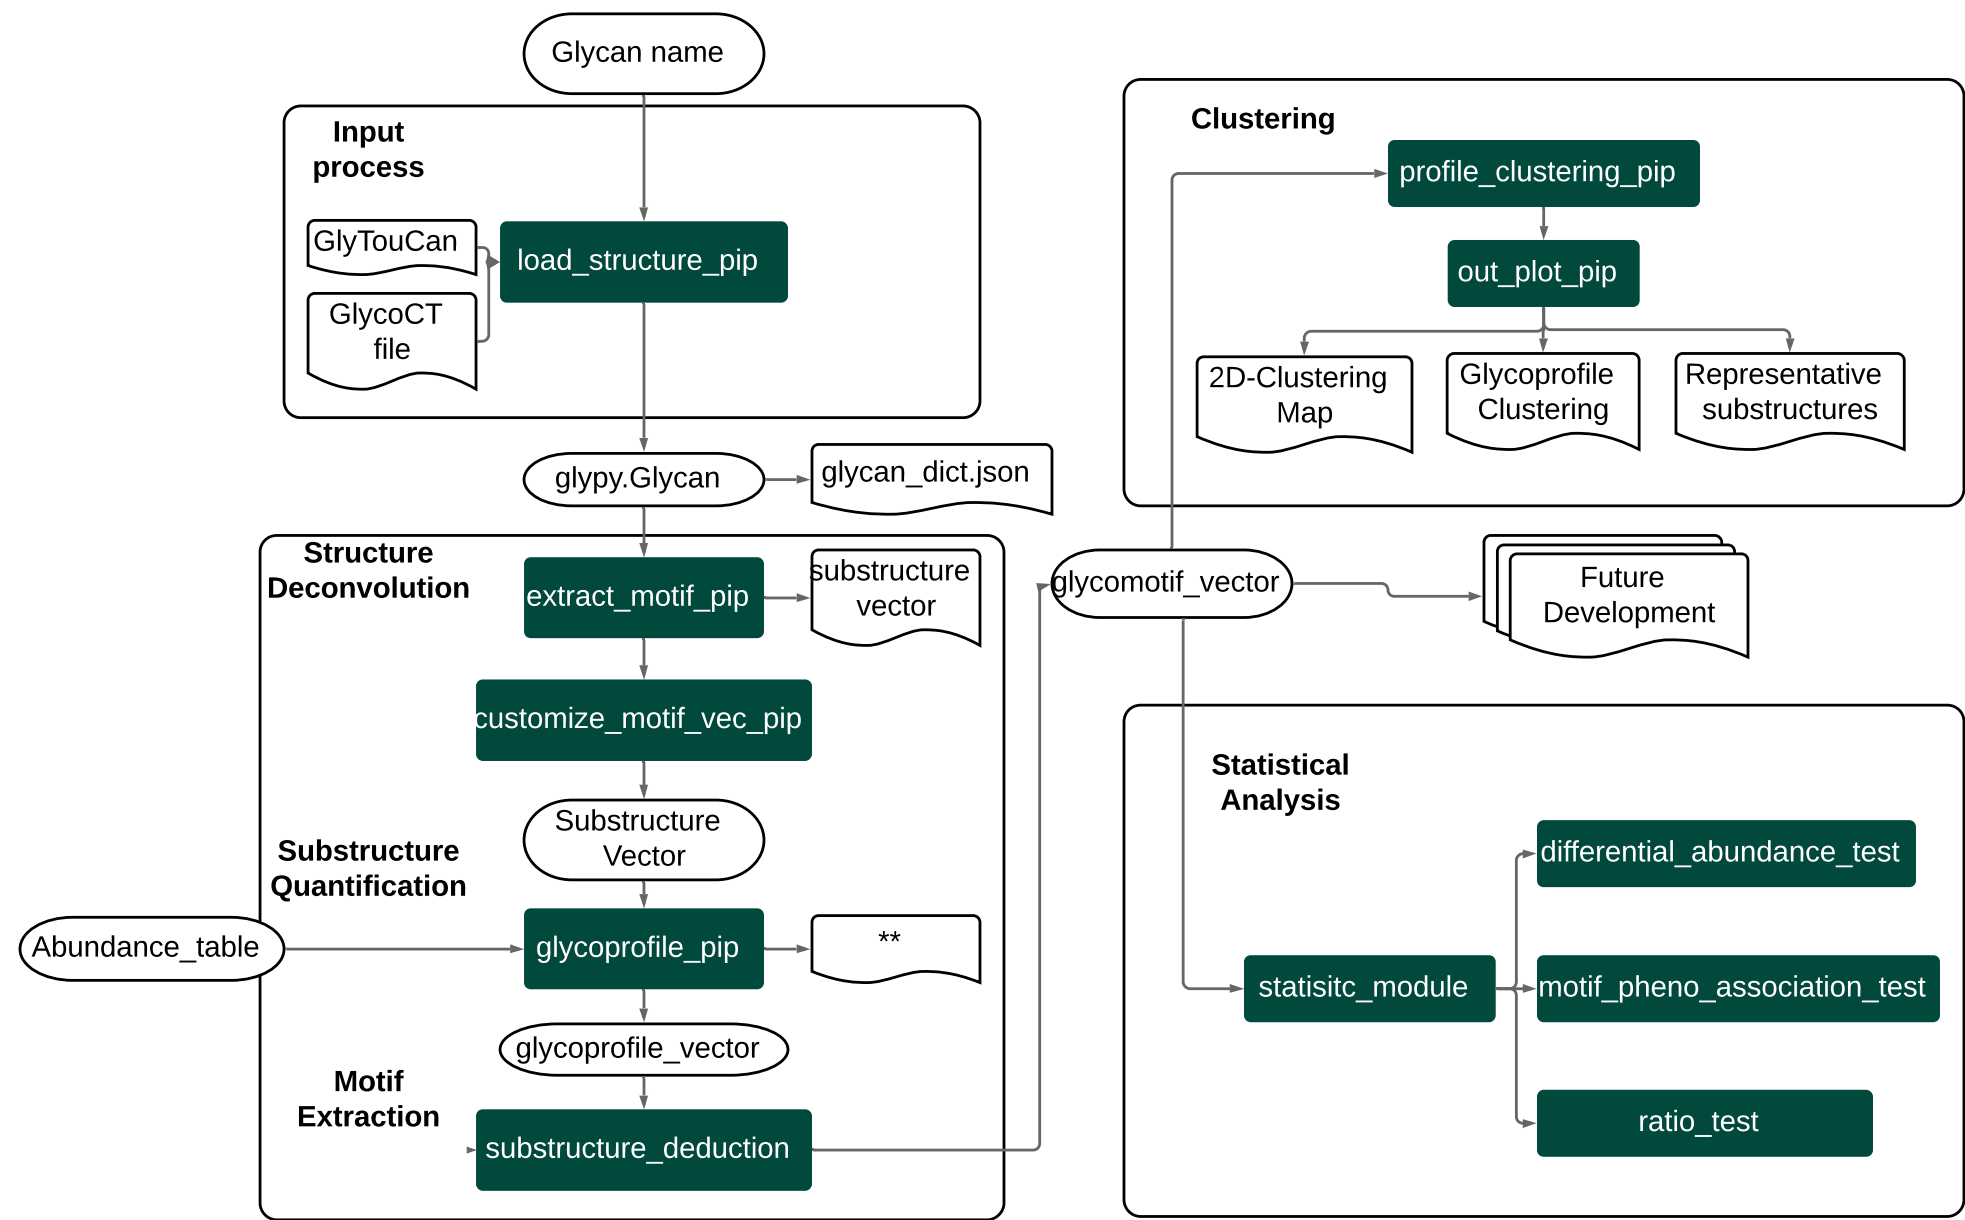 Glycan name
Input
process
GlyTouCan
load_structure_pip
GlycoCT
file
glypy.Glycan
glycan_dict.json
Structure
Deconvolution
extract_motif_pip
substructure
vector
customize_motif_vec_pip
Substructure
Vector
Substructure
Quantification
Abundance_table
glycoprofile_pip
**
glycoprofile_vector
Motif
Extraction
substructure_deduction
glycomotif_vector
Clustering
profile_clustering_pip
out_plot_pip
2D-Clustering
Map
Glycoprofile
Clustering
Representative
substructures
Future
Development
Statistical
Analysis
statisitc_module
differential_abundance_test
motif_pheno_association_test
ratio_test